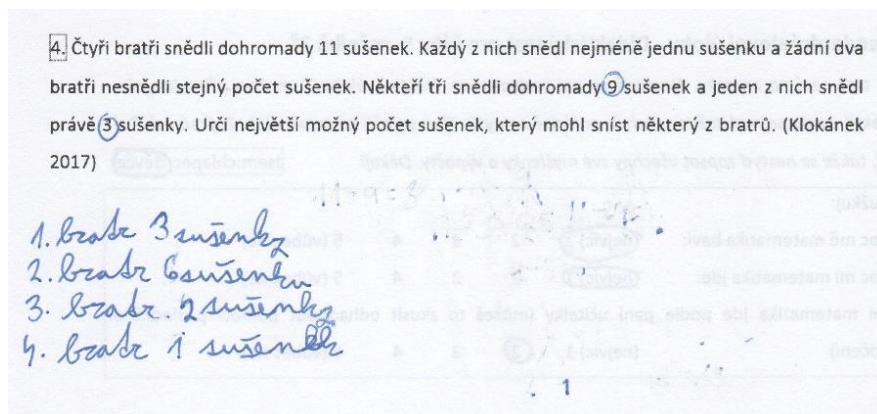 4. Čtyři bratři snědli dohromady 11 sušenek. Každý z nich snědl nejméně jednu sušenku a žádní dva
bratři nesnědli stejný počet sušenek. Někteří tři snědli dohromady 9 sušenek a jeden z nich snědl
právě 3 sušenky. Urči největší možný počet sušenek, který mohl sníst některý z bratrů. (Klokánek
2017)
1. bratr 3 sušenky
2. bratr 6 sušenku
3. bratr 2 sušenky
4. bratr 1 sušenek
1